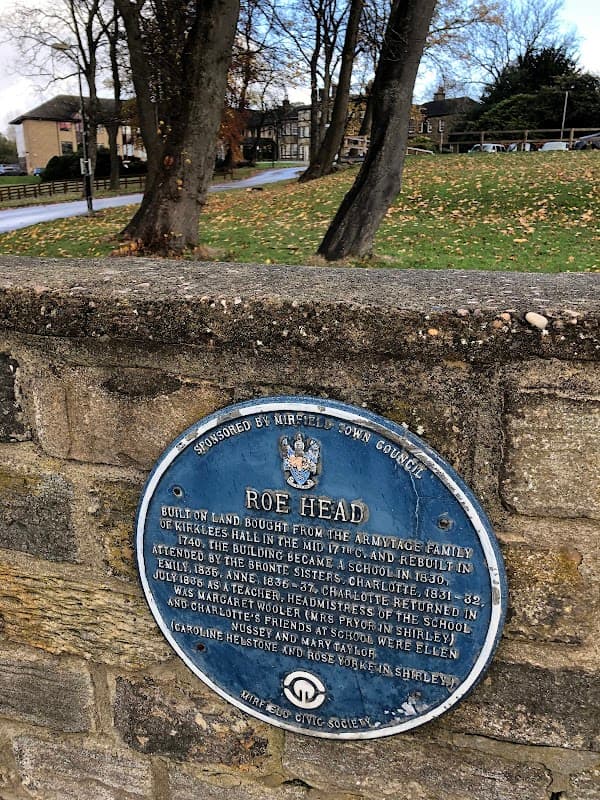 SPONSORED BY MIRFIELD TOWN COUNCIL
ROE HEAD
BUILT ON LAND BOUGHT FROM THE ARMYTAGE FAMILY
OF KIRKLEES HALL IN THE MID 17TH C. AND REBUILT IN
1740. THE BUILDING BECAME A SCHOOL IN 1830,
ATTENDED BY THE BRONTE SISTERS. CHARLOTTE, 1831-32.
EMILY, 1835, ANNE, 1836-37. CHARLOTTE RETURNED IN
JULY 1835 AS A TEACHER, HEADMISTRESS OF THE SCHOOL
WAS MARGARET WOOLER (MRS PRYOR IN SHIRLEY)
AND CHARLOTTE'S FRIENDS AT SCHOOL WERE ELLEN
NUSSEY AND MARY TAYLOR
(CAROLINE HELSTONE AND ROSE YORKE IN SHIRLEY.)
MIRFIELD CIVIC SOCIETY